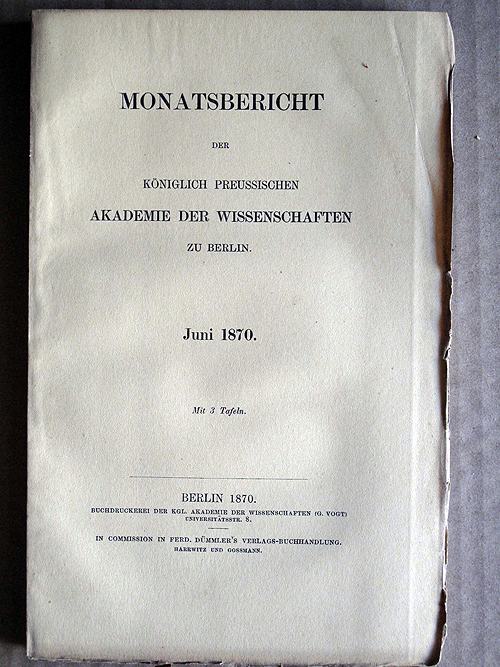 MONATSBERICHT
DER
KÖNIGLICH PREUSSISCHEN
AKADEMIE DER WISSENSCHAFTEN
ZU BERLIN.
Juni 1870.
Mit 3 Tafeln.
BERLIN 1870.
BUCHDRUCKEREI DER KGL. AKADEMIE DER WISSENSCHAFTEN (G. VOGT)
UNIVERSITÄTSSTR. 8.
IN COMMISSION IN FERD. DÜMMLER'S VERLAGS-BUCHHANDLUNG.
HARRWITZ UND GOSSMANN.